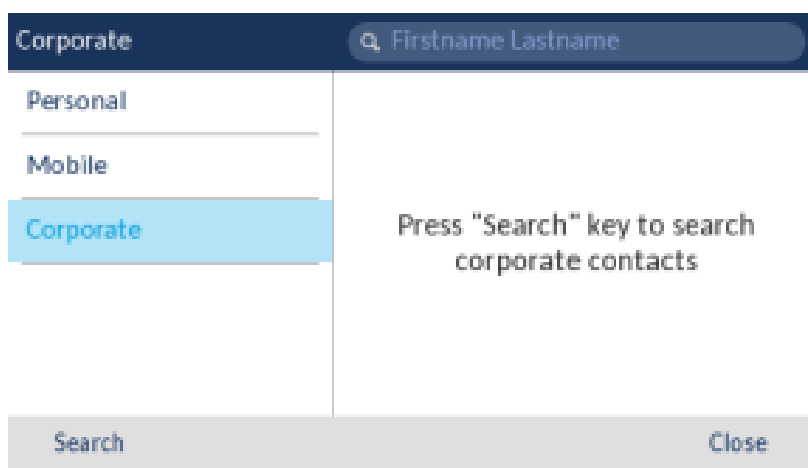 Corporate
Firstname Lastname
Personal
Mobile
Corporate
Press "Search" key to search
corporate contacts
Search
Close